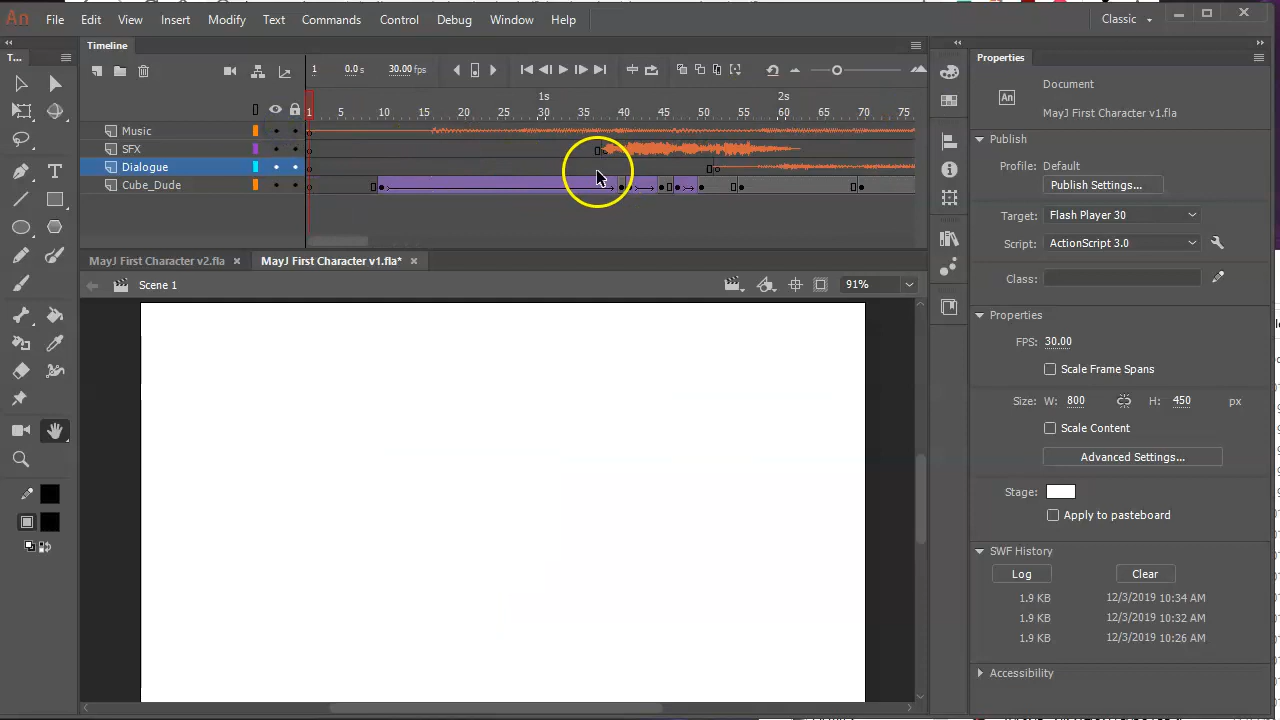 An File Edit View Insert Modify Text Commands Control Debug Window Help Classic
Timeline
T...
1 0.0 s 30.00 fps
1s 2s
1 5 10 15 20 25 30 35 40 45 50 55 60 65 70 75
Music
SFX
Dialogue
Cube_Dude
MayJ First Character v2.fla × MayJ First Character v1.fla* ×
Scene 1 91%
Properties
Document
An
MayJ First Character v1.fla
Publish
Profile: Default
Publish Settings...
Target: Flash Player 30
Script: ActionScript 3.0
Class:
Properties
FPS: 30.00
Scale Frame Spans
Size: W: 800 H: 450 px
Scale Content
Advanced Settings...
Stage:
Apply to pasteboard
SWF History
Log Clear
1.9 KB 12/3/2019 10:34 AM
1.9 KB 12/3/2019 10:32 AM
1.9 KB 12/3/2019 10:26 AM
Accessibility